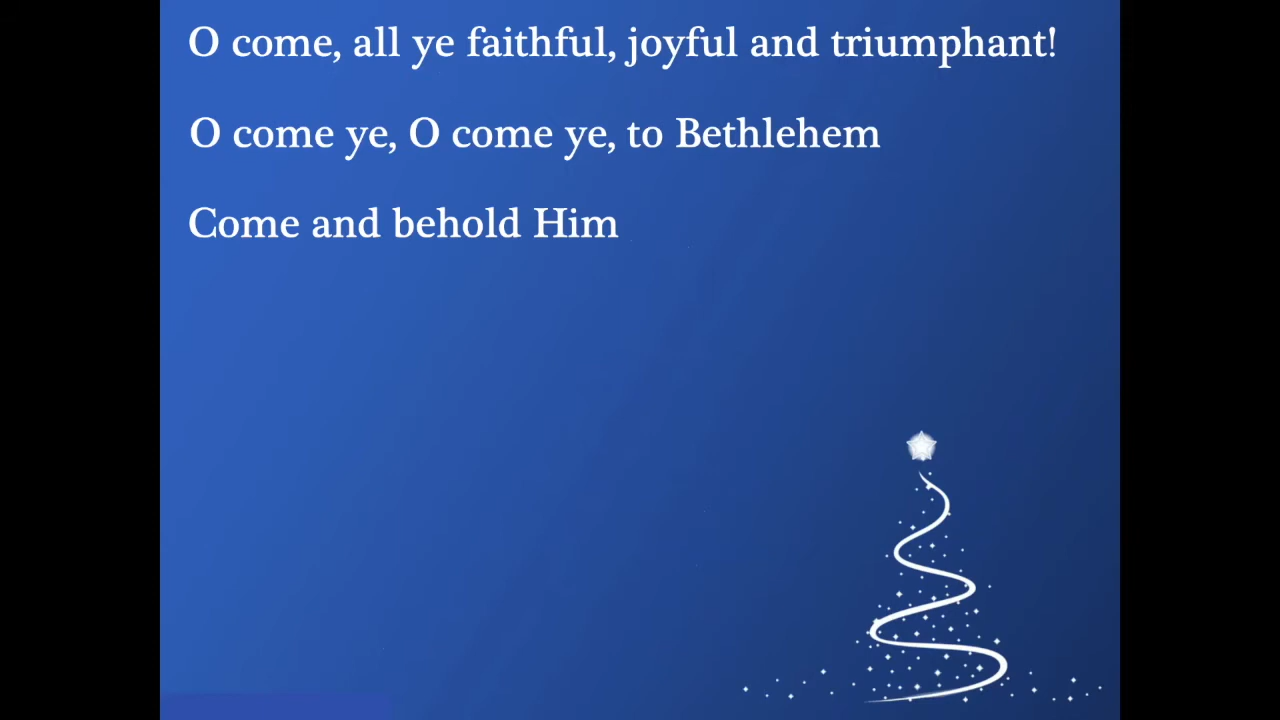 O come, all ye faithful, joyful and triumphant!
O come ye, O come ye, to Bethlehem
Come and behold Him